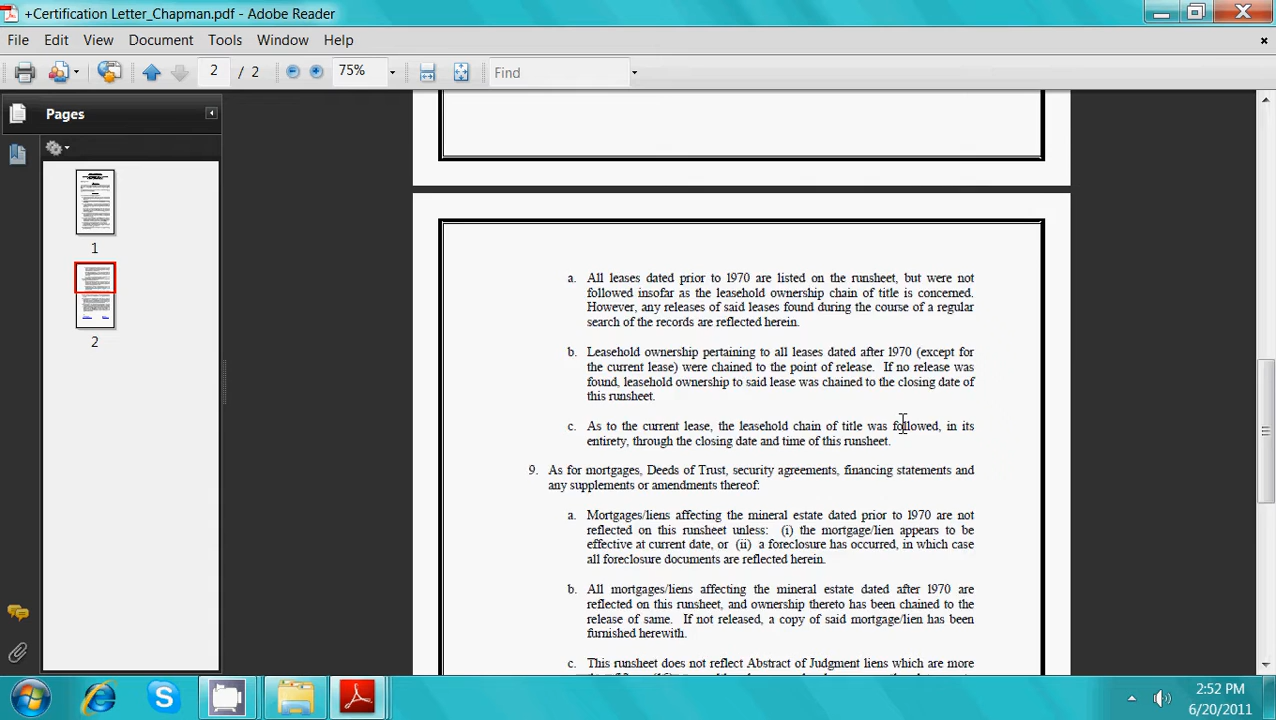 +Certification Letter_Chapman.pdf - Adobe Reader
File Edit View Document Tools Window Help
2 / 2 75% Find
Pages
1
2
a. All leases dated prior to 1970 are listed on the runsheet, but were not
followed insofar as the leasehold ownership chain of title is concerned.
However, any releases of said leases found during the course of a regular
search of the records are reflected herein.
b. Leasehold ownership pertaining to all leases dated after 1970 (except for
the current lease) were chained to the point of release. If no release was
found, leasehold ownership to said lease was chained to the closing date of
this runsheet.
c. As to the current lease, the leasehold chain of title was followed, in its
entirety, through the closing date and time of this runsheet.
9. As for mortgages, Deeds of Trust, security agreements, financing statements and
any supplements or amendments thereof:
a. Mortgages/liens affecting the mineral estate dated prior to 1970 are not
reflected on this runsheet unless: (i) the mortgage/lien appears to be
effective at current date, or (ii) a foreclosure has occurred, in which case
all foreclosure documents are reflected herein.
b. All mortgages/liens affecting the mineral estate dated after 1970 are
reflected on this runsheet, and ownership thereto has been chained to the
release of same. If not released, a copy of said mortgage/lien has been
furnished herewith.
c. This runsheet does not reflect Abstract of Judgment liens which are more
2:52 PM
6/20/2011